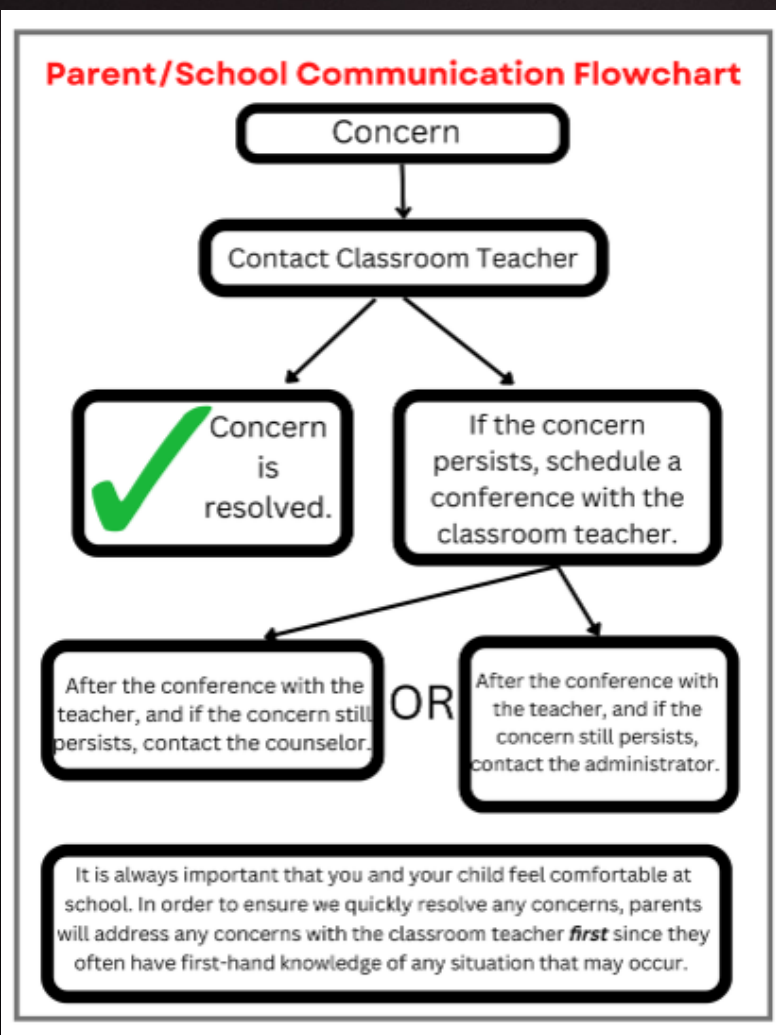 Parent/School Communication Flowchart
Concern
Contact Classroom Teacher
Concern
is
resolved.
If the concern
persists, schedule a
conference with the
classroom teacher.
After the conference with the
teacher, and if the concern still
persists, contact the counselor.
OR
After the conference with
the teacher, and if the
concern still persists,
contact the administrator.
It is always important that you and your child feel comfortable at
school. In order to ensure we quickly resolve any concerns, parents
will address any concerns with the classroom teacher first since they
often have first-hand knowledge of any situation that may occur.